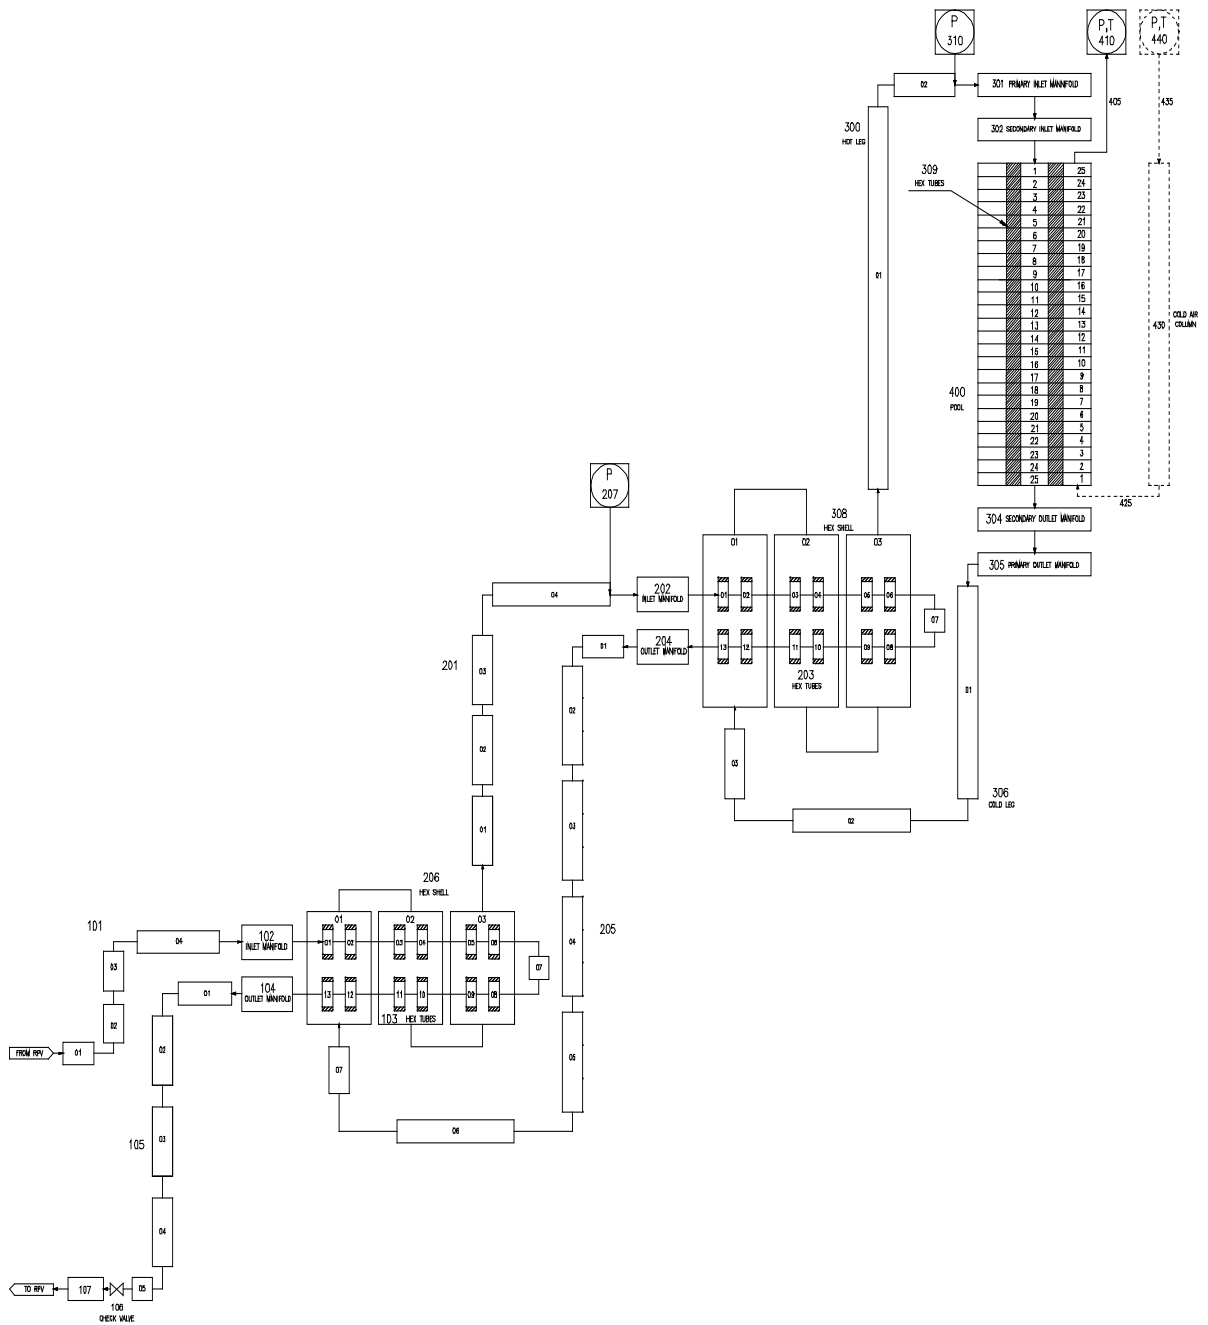 P
310
P,T
410
P,T
440
02
301 PRIMARY INLET MANNIFOLD
405
435
300
HOT LEG
302 SECONDARY INLET MANIFOLD
309
HEX TUBES
1 25
2 24
3 23
4 22
5 21
6 20
7 19
8 18
9 17
10 16
11 15
12 14
13 13
14 12
15 11
16 10
17 9
18 8
19 7
20 6
21 5
22 4
23 3
24 2
25 1
01
430
COLD AIR
COLUMN
400
POOL
425
P
207
308
HEX SHELL
304 SECONDARY OUTLET MANIFOLD
305 PRIMARY OUTLET MANIFOLD
01
02
03
04
202
INLET MANIFOLD
01 02 03 04 05 06
07
01
204
OUTLET MANIFOLD
13 12 11 10 09 08
203
HEX TUBES
201
03
02
01
02
03
04
05
06
07
205
03
02
01
306
COLD LEG
206
HEX SHELL
01
02
03
101
04
102
INLET MANIFOLD
01 02 03 04 05 06
07
03
02
01
FROM RPV
01
104
OUTLET MANIFOLD
13 12 11 10 09 08
103 HEX TUBES
02
105
03
04
05
TO RPV
107
106
CHECK VALVE